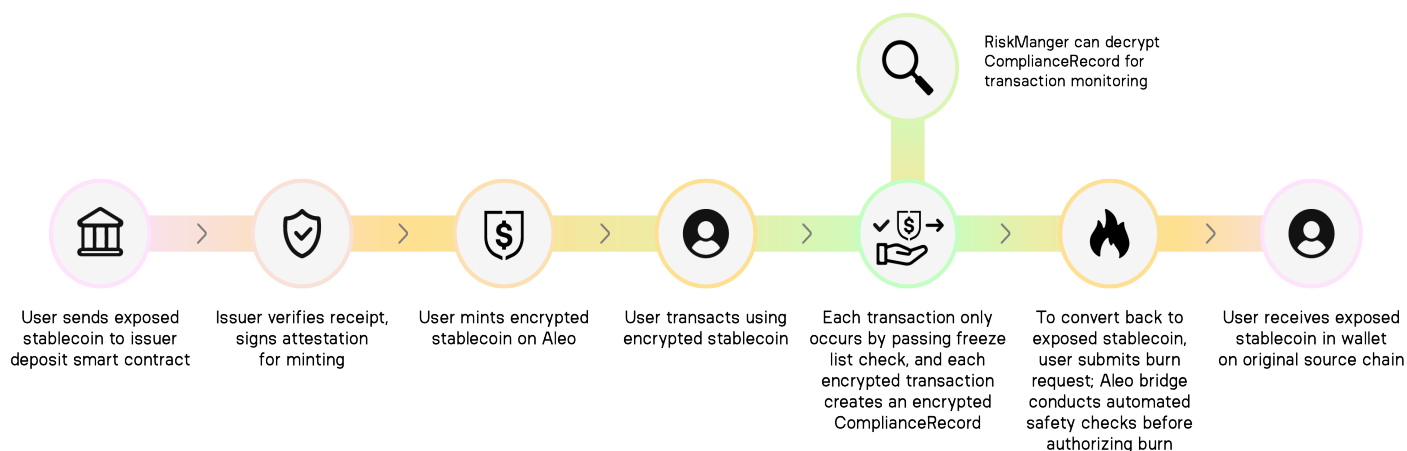 RiskManger can decrypt
ComplianceRecord for
transaction monitoring
User sends exposed
stablecoin to issuer
deposit smart contract
Issuer verifies receipt,
signs attestation
for minting
User mints encrypted
stablecoin on Aleo
User transacts using
encrypted stablecoin
Each transaction only
occurs by passing freeze
list check, and each
encrypted transaction
creates an encrypted
ComplianceRecord
To convert back to
exposed stablecoin,
user submits burn
request; Aleo bridge
conducts automated
safety checks before
authorizing burn
User receives exposed
stablecoin in wallet
on original source chain